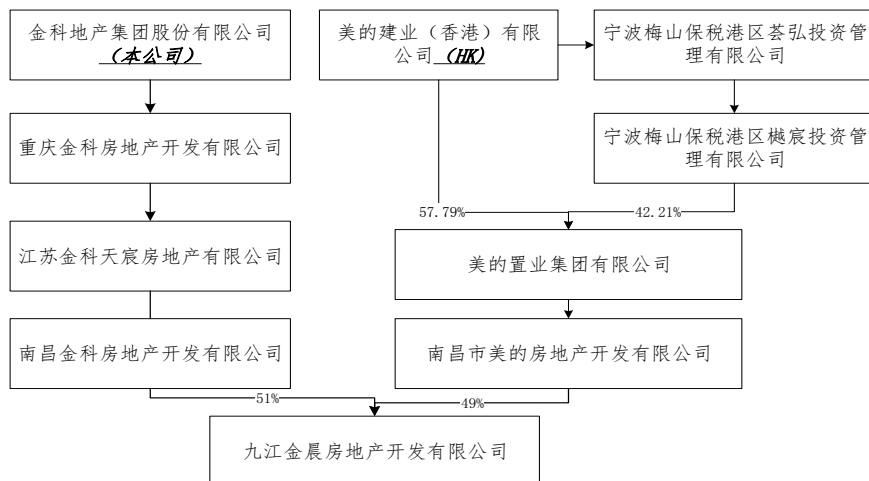 金科地产集团股份有限公司
(本公司)
美的建业（香港）有限
公司 (HK)
宁波梅山保税港区荟弘投资管
理有限公司
重庆金科房地产开发有限公司
宁波梅山保税港区樾宸投资管
理有限公司
57.79%
42.21%
江苏金科天宸房地产有限公司
美的置业集团有限公司
南昌金科房地产开发有限公司
南昌市美的房地产开发有限公司
51%
49%
九江金晨房地产开发有限公司